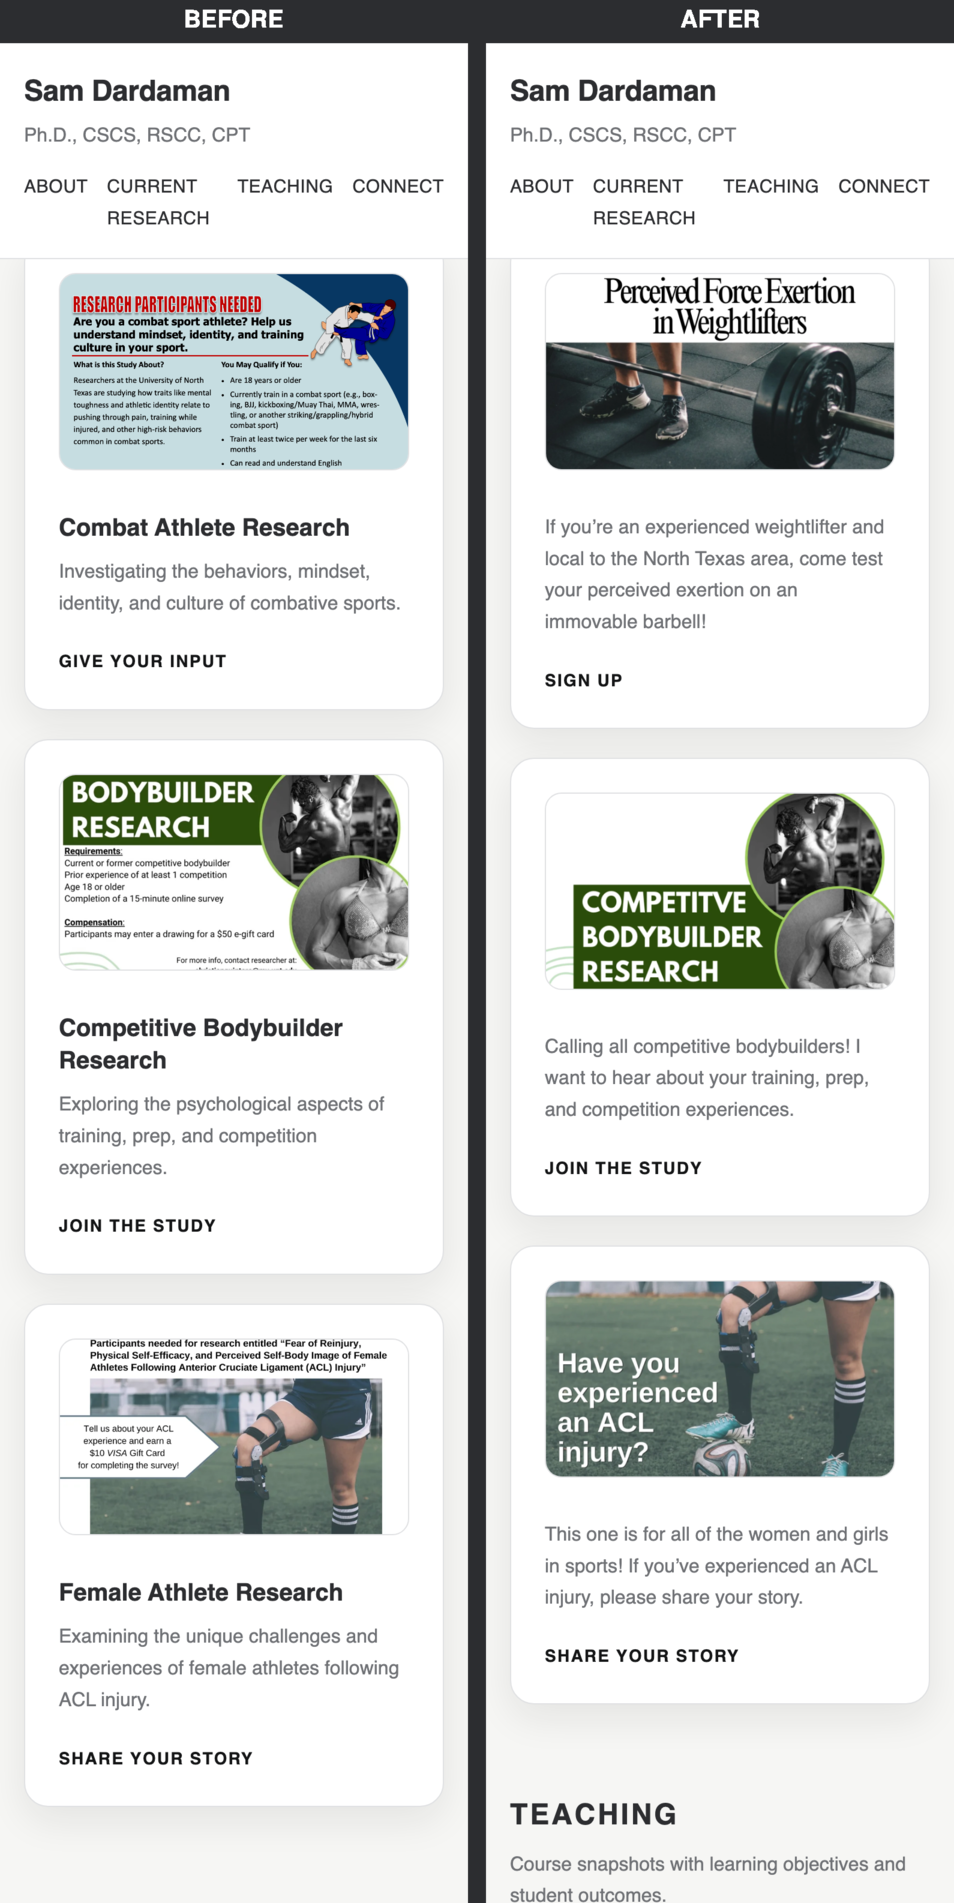 BEFORE
Sam Dardaman
Ph.D., CSCS, RSCC, CPT
ABOUT
CURRENT
RESEARCH
TEACHING
CONNECT
RESEARCH PARTICIPANTS NEEDED
Are you a combat sport athlete? Help us
understand mindset, identity, and training
culture in your sport.
What is this Study About?
Researchers at the University of North
Texas are studying how traits like mental
toughness and athletic identity relate to
pushing through pain, training while
injured, and other high-risk behaviors
common in combat sports.
You May Qualify if You:
• Are 18 years or older
• Currently train in a combat sport (e.g., box-
ing, BJJ, kickboxing/Muay Thai, MMA, wres-
tling, or another striking/grappling/hybrid
combat sport)
• Train at least twice per week for the last six
months
• Can read and understand English
Combat Athlete Research
Investigating the behaviors, mindset,
identity, and culture of combative sports.
GIVE YOUR INPUT
BODYBUILDER
RESEARCH
Requirements:
Current or former competitive bodybuilder
Prior experience of at least 1 competition
Age 18 or older
Completion of a 15-minute online survey
Compensation:
Participants may enter a drawing for a $50 e-gift card
For more info, contact researcher at:
Competitive Bodybuilder
Research
Exploring the psychological aspects of
training, prep, and competition
experiences.
JOIN THE STUDY
Participants needed for research entitled “Fear of Reinjury,
Physical Self-Efficacy, and Perceived Self-Body Image of Female
Athletes Following Anterior Cruciate Ligament (ACL) Injury”
Tell us about your ACL
experience and earn a
$10 VISA Gift Card
for completing the survey!
Female Athlete Research
Examining the unique challenges and
experiences of female athletes following
ACL injury.
SHARE YOUR STORY
AFTER
Sam Dardaman
Ph.D., CSCS, RSCC, CPT
ABOUT
CURRENT
RESEARCH
TEACHING
CONNECT
Perceived Force Exertion
in Weightlifters
If you’re an experienced weightlifter and
local to the North Texas area, come test
your perceived exertion on an
immovable barbell!
SIGN UP
COMPETITVE
BODYBUILDER
RESEARCH
Calling all competitive bodybuilders! I
want to hear about your training, prep,
and competition experiences.
JOIN THE STUDY
Have you
experienced
an ACL
injury?
This one is for all of the women and girls
in sports! If you’ve experienced an ACL
injury, please share your story.
SHARE YOUR STORY
TEACHING
Course snapshots with learning objectives and
student outcomes.